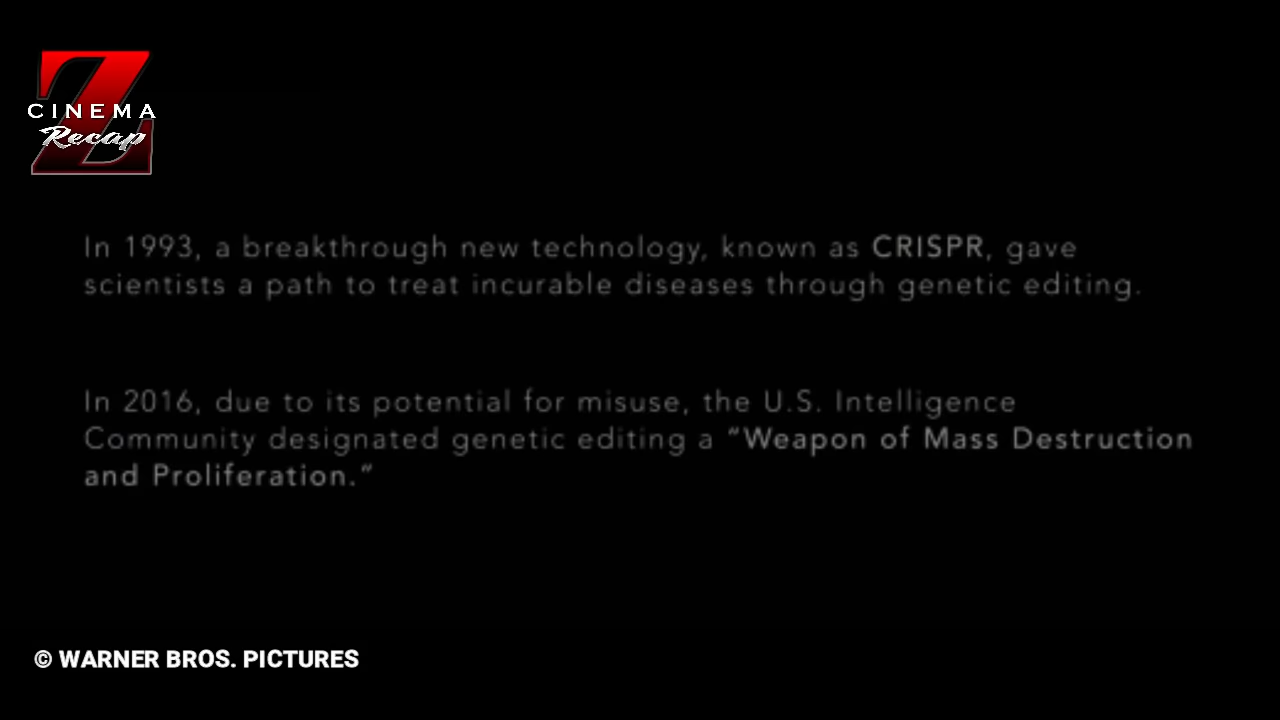 Z
CINEMA
Recap
In 1993, a breakthrough new technology, known as CRISPR, gave
scientists a path to treat incurable diseases through genetic editing.
In 2016, due to its potential for misuse, the U.S. Intelligence
Community designated genetic editing a “Weapon of Mass Destruction
and Proliferation.”
© WARNER BROS. PICTURES